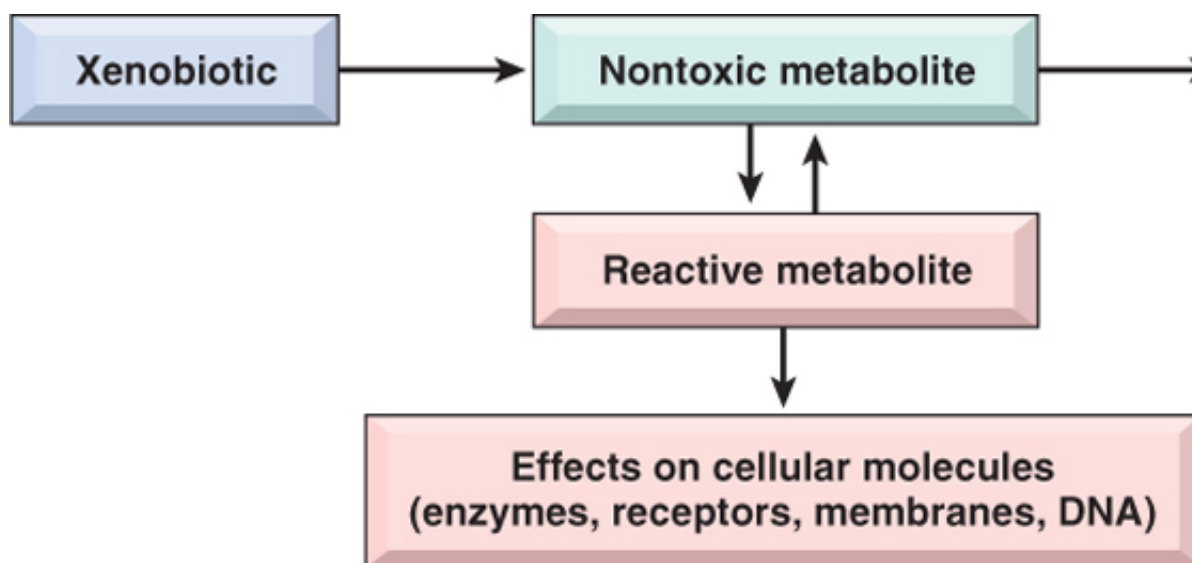 Xenobiotic
Nontoxic metabolite
Reactive metabolite
Effects on cellular molecules
(enzymes, receptors, membranes, DNA)